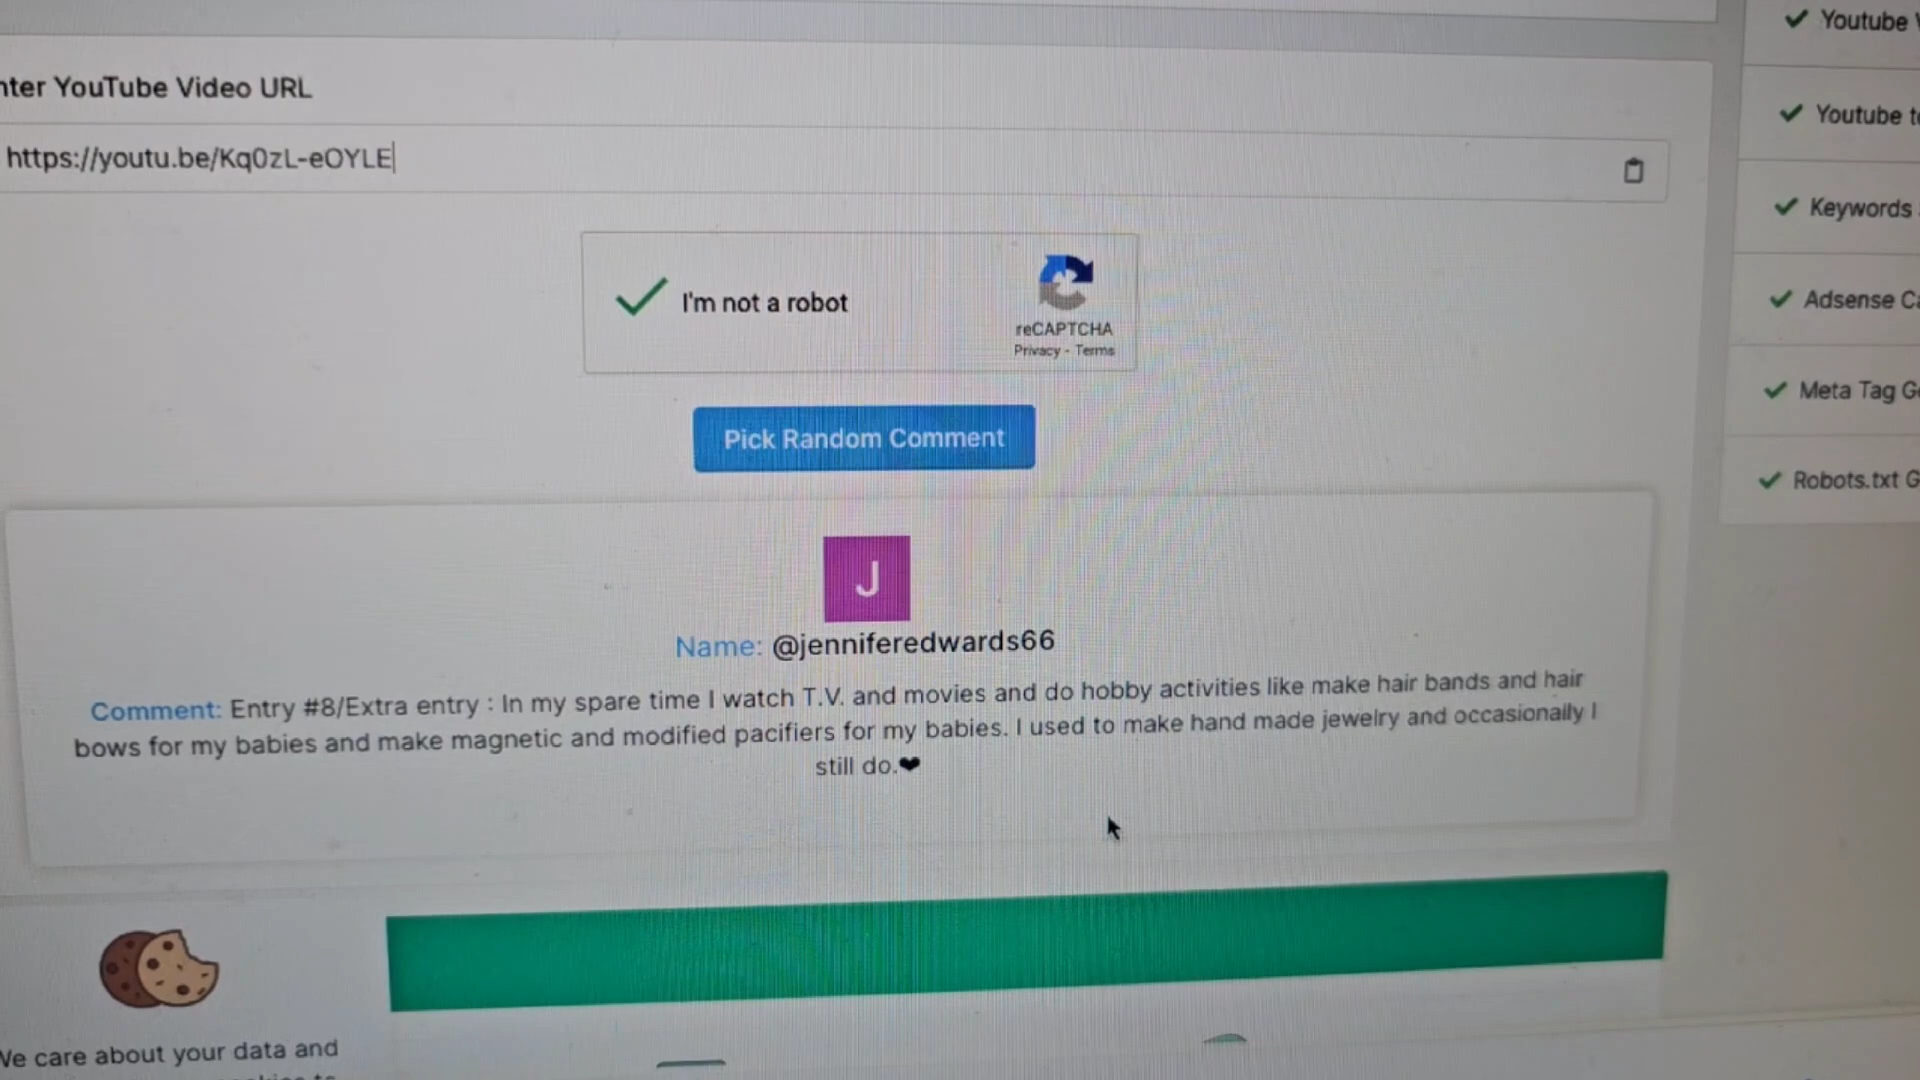 nter YouTube Video URL
https://youtu.be/Kq0zL-eOYLE
I'm not a robot
reCAPTCHA
Privacy - Terms
Pick Random Comment
J
Name: @jenniferedwards66
Comment: Entry #8/Extra entry : In my spare time I watch T.V. and movies and do hobby activities like make hair bands and hair
bows for my babies and make magnetic and modified pacifiers for my babies. I used to make hand made jewelry and occasionally I
still do.❤
We care about your data and
Youtube
Youtube t
Keywords
Adsense Ca
Meta Tag G
Robots.txt G